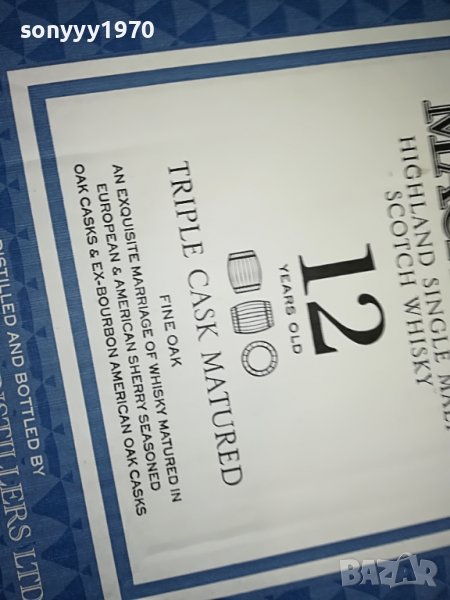 sonyyy1970
HIGHLAND SINGLE MALT
SCOTCH WHISKY
12
YEARS OLD
TRIPLE CASK MATURED
FINE OAK
AN EXQUISITE MARRIAGE OF WHISKY MATURED IN
EUROPEAN & AMERICAN SHERRY SEASONED
OAK CASKS & EX-BOURBON AMERICAN OAK CASKS
DISTILLED AND BOTTLED BY
DISTILLERS LTD
BAZAR